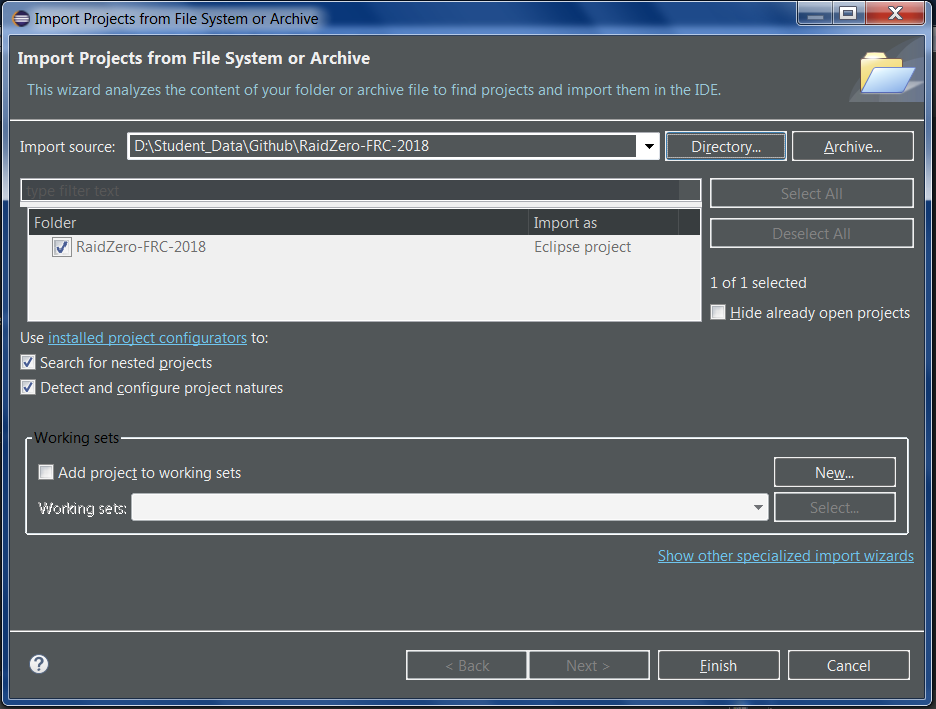 Import Projects from File System or Archive
Import Projects from File System or Archive
This wizard analyzes the content of your folder or archive file to find projects and import them in the IDE.
Import source: D:\Student_Data\Github\RaidZero-FRC-2018 Directory... Archive...
type filter text Select All
Folder Import as
RaidZero-FRC-2018 Eclipse project
Deselect All
1 of 1 selected
Hide already open projects
Use installed project configurators to:
Search for nested projects
Detect and configure project natures
Working sets
Add project to working sets New...
Working sets: Select...
Show other specialized import wizards
? < Back Next > Finish Cancel